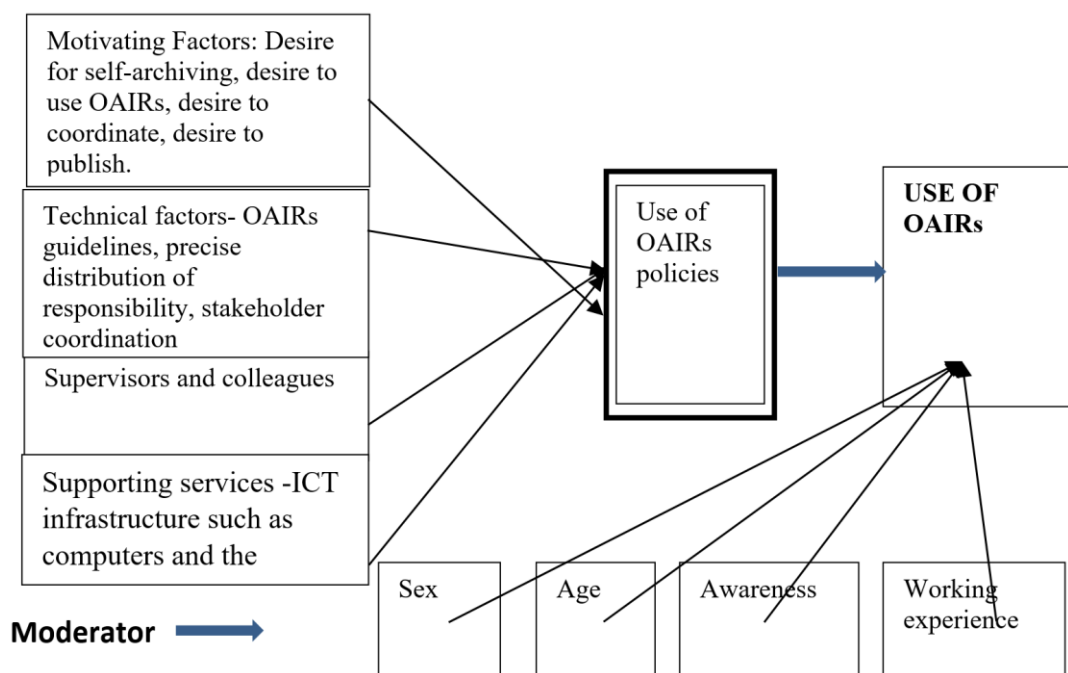 Motivating Factors: Desire
for self-archiving, desire to
use OAIRs, desire to
coordinate, desire to
publish.
Technical factors- OAIRs
guidelines, precise
distribution of
responsibility, stakeholder
coordination
Supervisors and colleagues
Supporting services -ICT
infrastructure such as
computers and the
Use of
OAIRs
policies
USE OF
OAIRs
Sex
Age
Awareness
Working
experience
Moderator